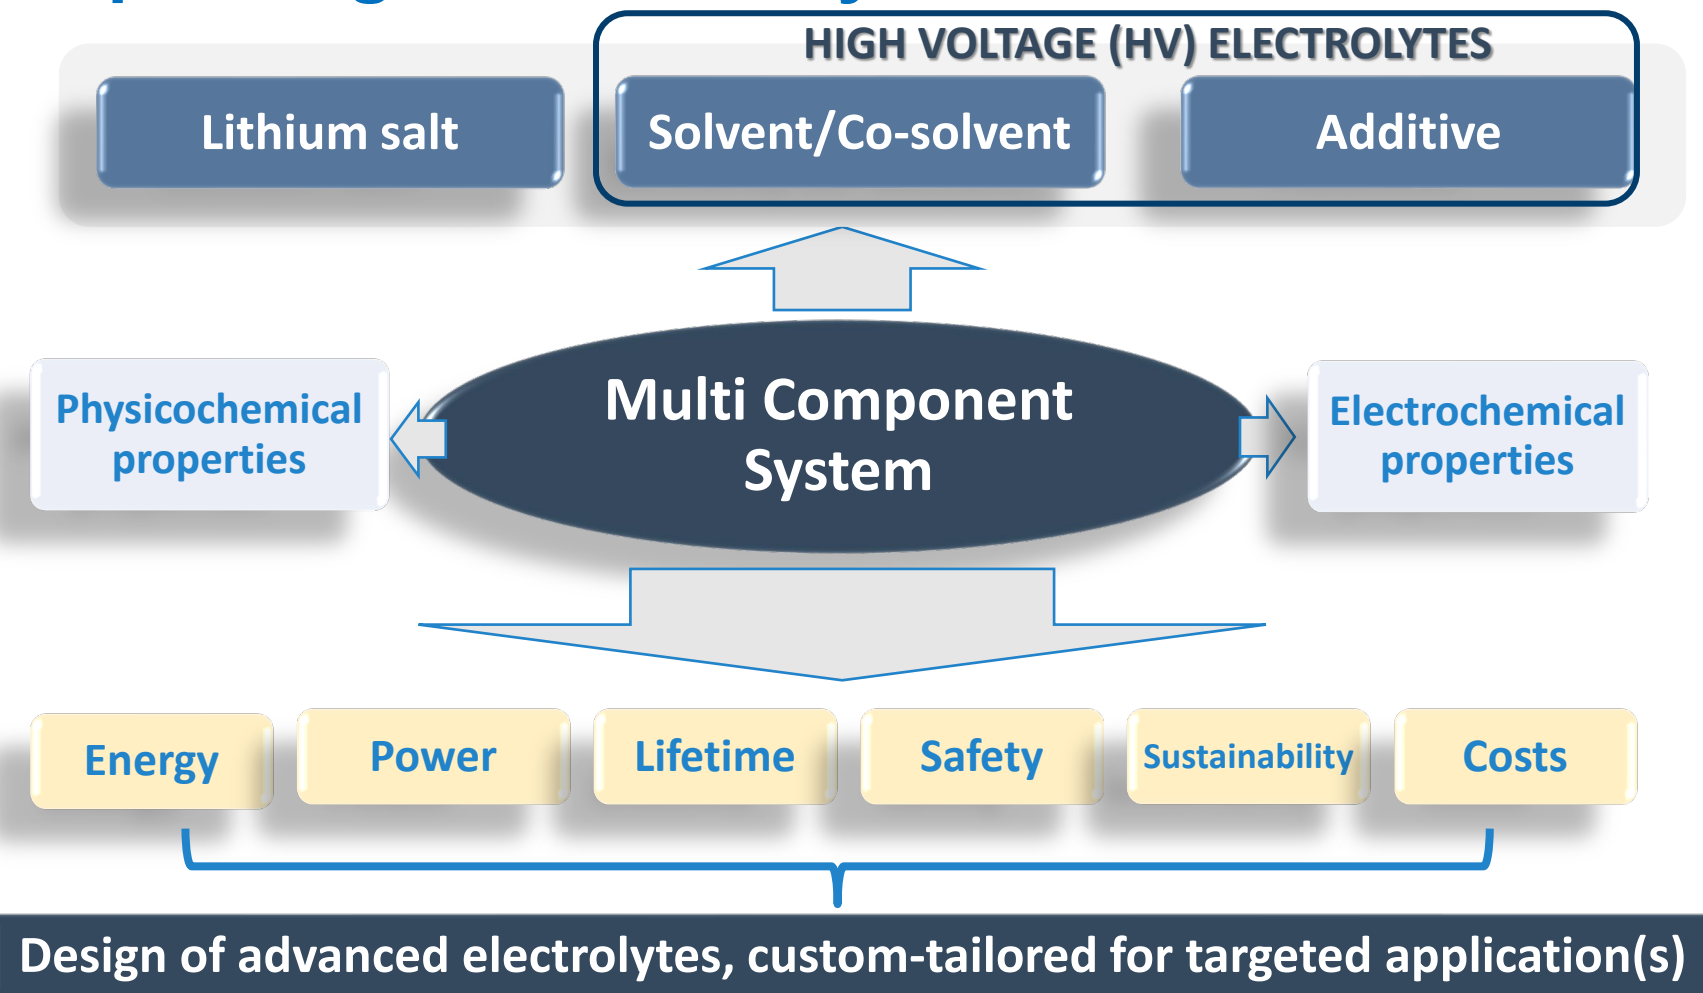 HIGH VOLTAGE (HV) ELECTROLYTES
Lithium salt
Solvent/Co-solvent
Additive
Multi Component
System
Physicochemical
properties
Electrochemical
properties
Energy
Power
Lifetime
Safety
Sustainability
Costs
Design of advanced electrolytes, custom-tailored for targeted application(s)